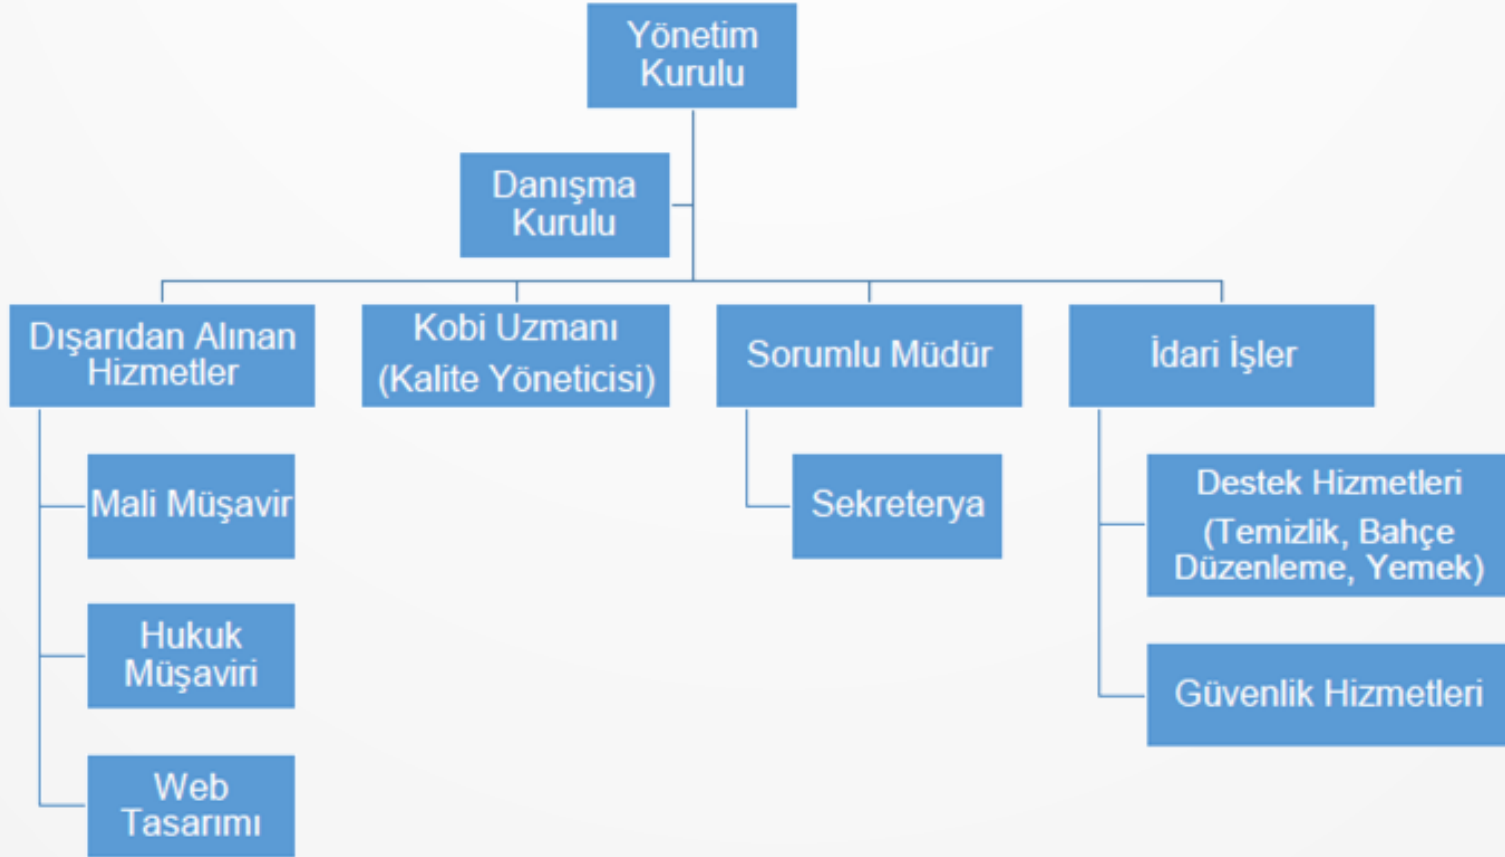 Yönetim
Kurulu
Danışma
Kurulu
Dışarıdan Alınan
Hizmetler
Kobi Uzmanı
(Kalite Yöneticisi)
Sorumlu Müdür
İdari İşler
Mali Müşavir
Sekreterya
Destek Hizmetleri
(Temizlik, Bahçe
Düzenleme, Yemek)
Hukuk
Müşaviri
Güvenlik Hizmetleri
Web
Tasarımı